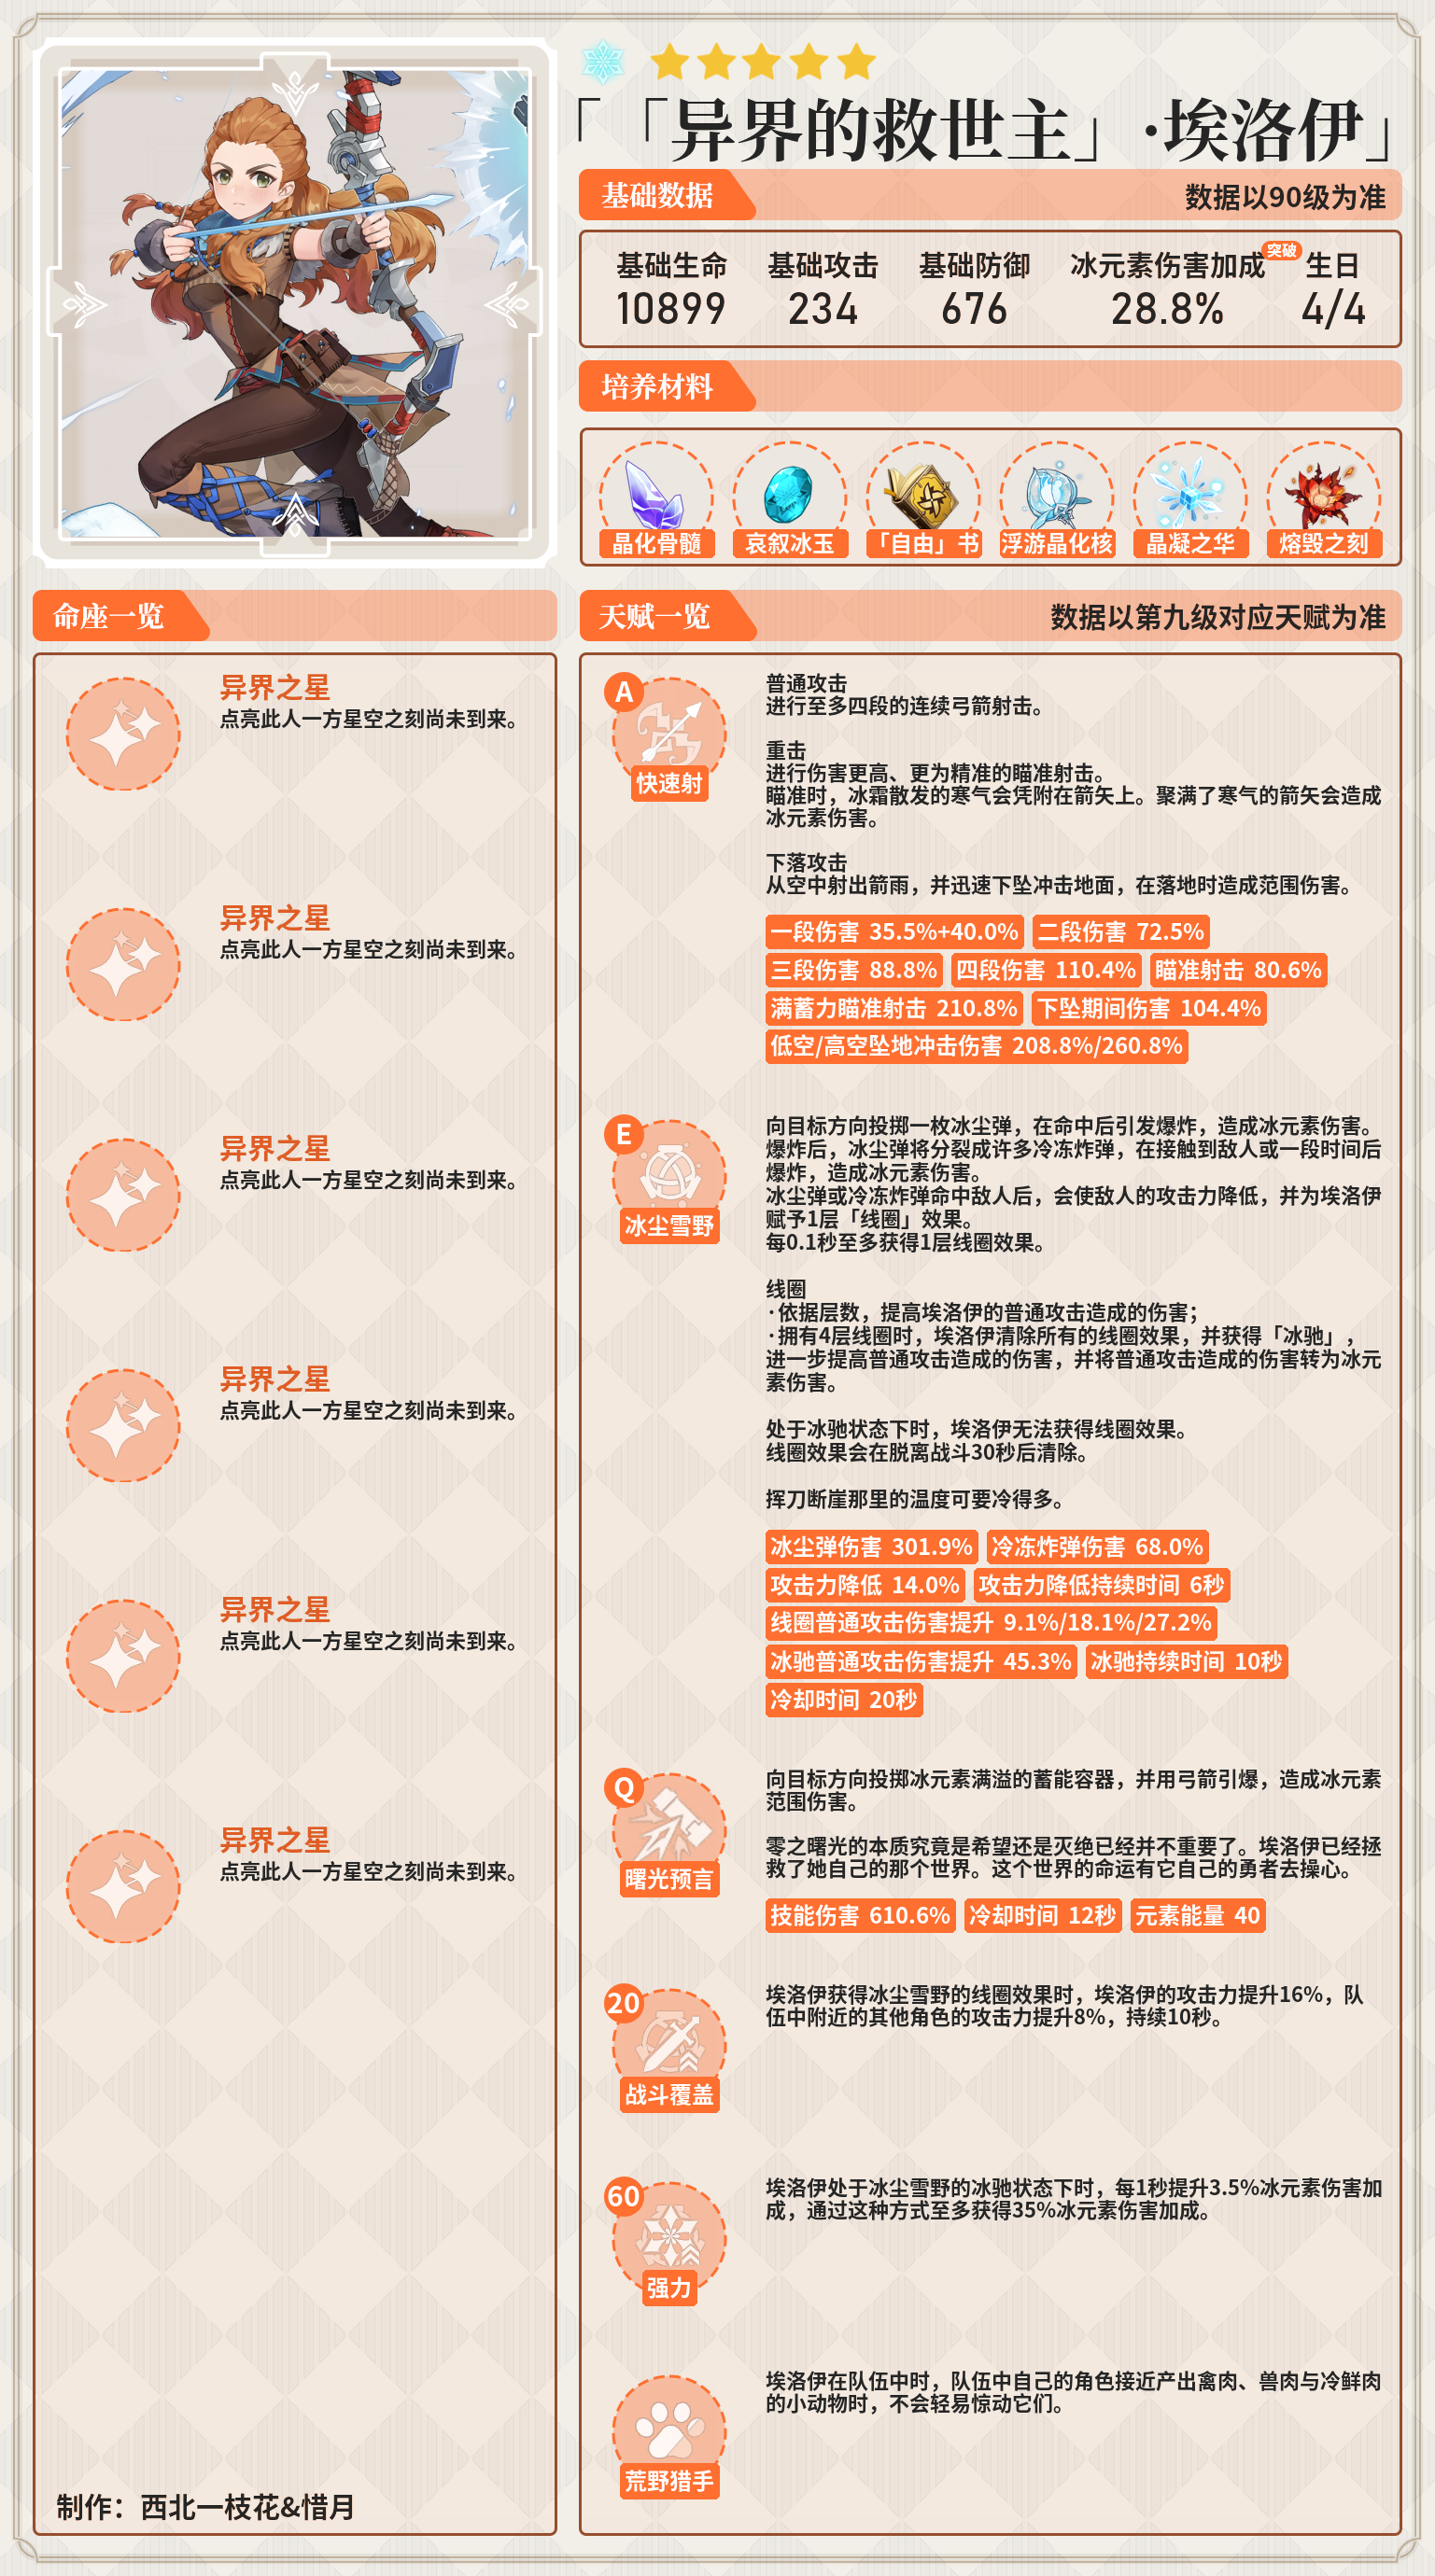 「「异界的救世主」·埃洛伊」
基础数据
数据以90级为准
基础生命 基础攻击 基础防御 冰元素伤害加成 突破 生日
10899 234 676 28.8% 4/4
培养材料
晶化骨髓 哀叙冰玉 「自由」书 浮游晶化核 晶凝之华 熔毁之刻
命座一览
异界之星
点亮此人一方星空之刻尚未到来。
异界之星
点亮此人一方星空之刻尚未到来。
异界之星
点亮此人一方星空之刻尚未到来。
异界之星
点亮此人一方星空之刻尚未到来。
异界之星
点亮此人一方星空之刻尚未到来。
异界之星
点亮此人一方星空之刻尚未到来。
制作：西北一枝花&惜月
天赋一览
数据以第九级对应天赋为准
A
快速射
普通攻击
进行至多四段的连续弓箭射击。
重击
进行伤害更高、更为精准的瞄准射击。
瞄准时，冰霜散发的寒气会凭附在箭矢上。聚满了寒气的箭矢会造成
冰元素伤害。
下落攻击
从空中射出箭雨，并迅速下坠冲击地面，在落地时造成范围伤害。
一段伤害 35.5%+40.0% 二段伤害 72.5%
三段伤害 88.8% 四段伤害 110.4% 瞄准射击 80.6%
满蓄力瞄准射击 210.8% 下坠期间伤害 104.4%
低空/高空坠地冲击伤害 208.8%/260.8%
E
冰尘雪野
向目标方向投掷一枚冰尘弹，在命中后引发爆炸，造成冰元素伤害。
爆炸后，冰尘弹将分裂成许多冷冻炸弹，在接触到敌人或一段时间后
爆炸，造成冰元素伤害。
冰尘弹或冷冻炸弹命中敌人后，会使敌人的攻击力降低，并为埃洛伊
赋予1层「线圈」效果。
每0.1秒至多获得1层线圈效果。
线圈
·依据层数，提高埃洛伊的普通攻击造成的伤害；
·拥有4层线圈时，埃洛伊清除所有的线圈效果，并获得「冰驰」，
进一步提高普通攻击造成的伤害，并将普通攻击造成的伤害转为冰元
素伤害。
处于冰驰状态下时，埃洛伊无法获得线圈效果。
线圈效果会在脱离战斗30秒后清除。
挥刀断崖那里的温度可要冷得多。
冰尘弹伤害 301.9% 冷冻炸弹伤害 68.0%
攻击力降低 14.0% 攻击力降低持续时间 6秒
线圈普通攻击伤害提升 9.1%/18.1%/27.2%
冰驰普通攻击伤害提升 45.3% 冰驰持续时间 10秒
冷却时间 20秒
Q
曙光预言
向目标方向投掷冰元素满溢的蓄能容器，并用弓箭引爆，造成冰元素
范围伤害。
零之曙光的本质究竟是希望还是灭绝已经并不重要了。埃洛伊已经拯
救了她自己的那个世界。这个世界的命运有它自己的勇者去操心。
技能伤害 610.6% 冷却时间 12秒 元素能量 40
20
战斗覆盖
埃洛伊获得冰尘雪野的线圈效果时，埃洛伊的攻击力提升16%，队
伍中附近的其他角色的攻击力提升8%，持续10秒。
60
强力
埃洛伊处于冰尘雪野的冰驰状态下时，每1秒提升3.5%冰元素伤害加
成，通过这种方式至多获得35%冰元素伤害加成。
荒野猎手
埃洛伊在队伍中时，队伍中自己的角色接近产出禽肉、兽肉与冷鲜肉
的小动物时，不会轻易惊动它们。